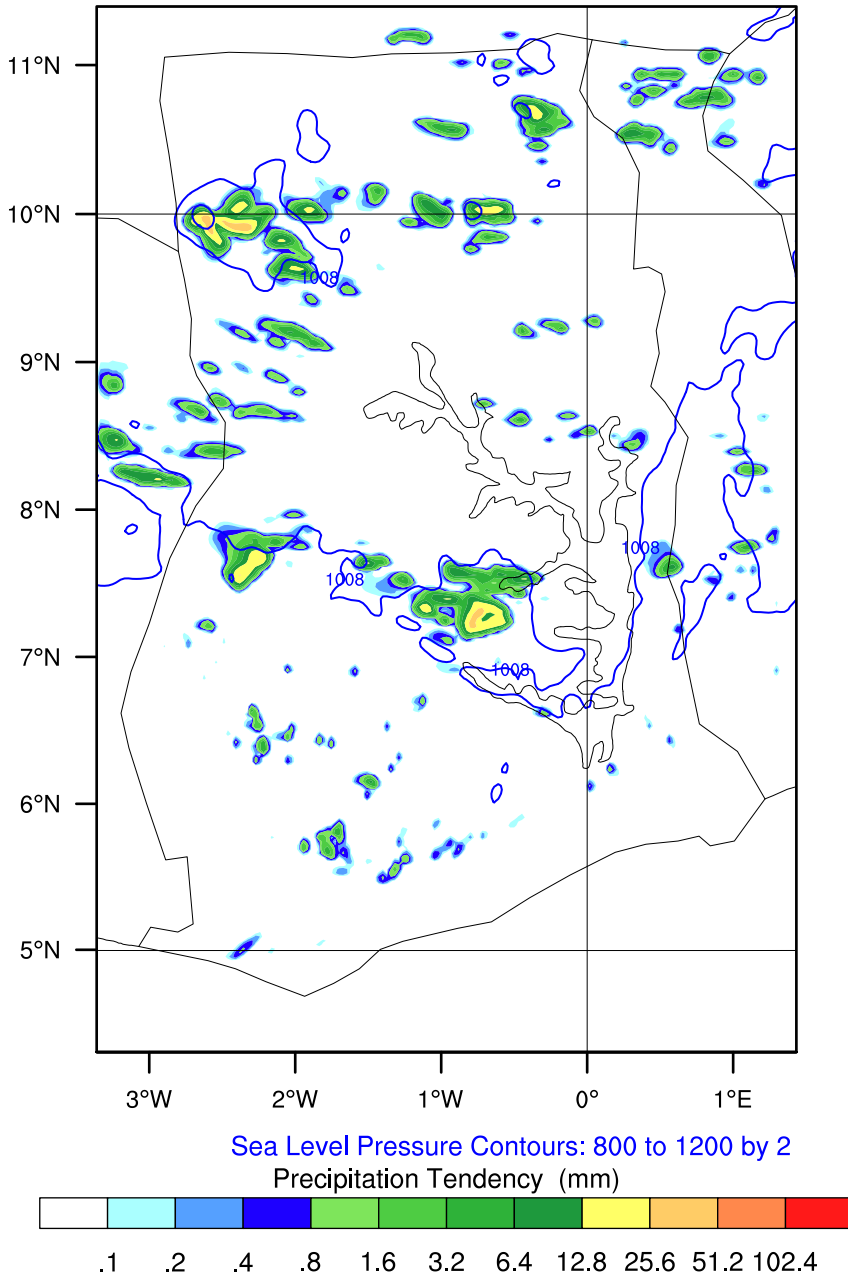 11°N
10°N
1008
9°N
8°N
1008
1008
7°N
1008
6°N
5°N
3°W 2°W 1°W 0° 1°E
Sea Level Pressure Contours: 800 to 1200 by 2
Precipitation Tendency (mm)
.1 .2 .4 .8 1.6 3.2 6.4 12.8 25.6 51.2 102.4